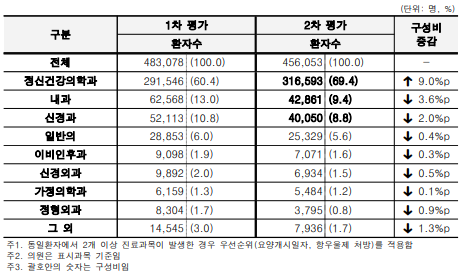 (단위: 명, %)
구분 1차 평가 2차 평가 구성비 증감
환자수 환자수
전체 483,078 (100.0) 456,053 (100.0) -
정신건강의학과 291,546 (60.4) 316,593 (69.4) ↑ 9.0%p
내과 62,568 (13.0) 42,861 (9.4) ↓ 3.6%p
신경과 52,113 (10.8) 40,050 (8.8) ↓ 2.0%p
일반의 28,853 (6.0) 25,329 (5.6) ↓ 0.4%p
이비인후과 9,098 (1.9) 7,071 (1.6) ↓ 0.3%p
신경외과 9,892 (2.0) 6,934 (1.5) ↓ 0.5%p
가정의학과 6,159 (1.3) 5,484 (1.2) ↓ 0.1%p
정형외과 8,304 (1.7) 3,795 (0.8) ↓ 0.9%p
그 외 14,545 (3.0) 7,936 (1.7) ↓ 1.3%p
주1. 동일환자에서 2개 이상 진료과목이 발생한 경우 우선순위(요양개시일자, 항우울제 처방)를 적용함
주2. 의원은 표시과목 기준임
주3. 괄호안의 숫자는 구성비임